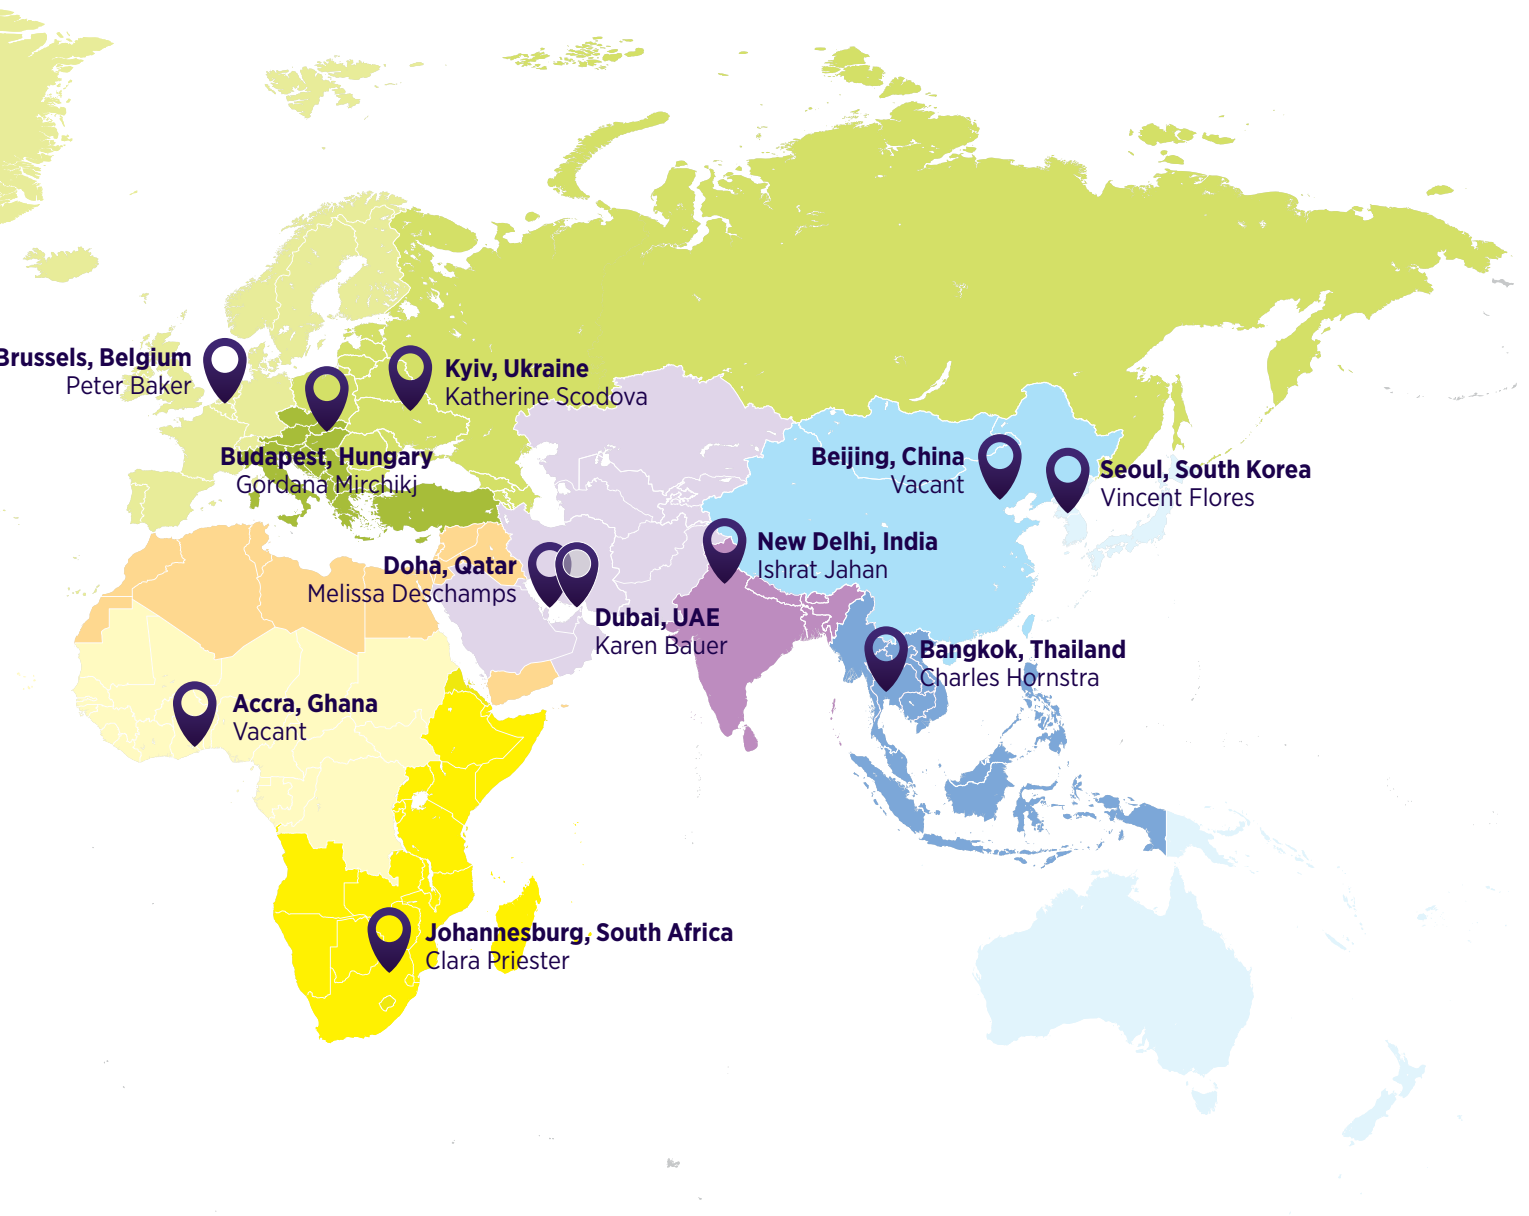 Brussels, Belgium
Peter Baker
Kyiv, Ukraine
Katherine Scodova
Budapest, Hungary
Gordana Mirchikj
Beijing, China
Vacant
Seoul, South Korea
Vincent Flores
New Delhi, India
Ishrat Jahan
Doha, Qatar
Melissa Deschamps
Dubai, UAE
Karen Bauer
Bangkok, Thailand
Charles Hornstra
Accra, Ghana
Vacant
Johannesburg, South Africa
Clara Priester